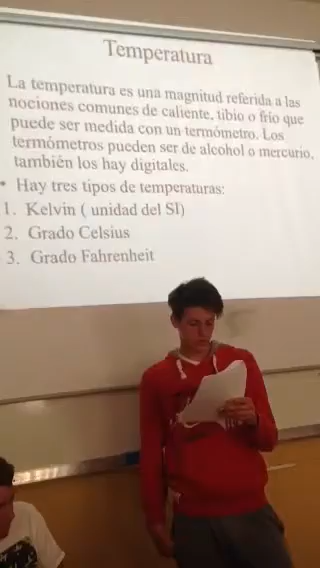 Temperatura
La temperatura es una magnitud referida a las
nociones comunes de caliente, tibio o frío que
puede ser medida con un termómetro. Los
termómetros pueden ser de alcohol o mercurio,
también los hay digitales.
• Hay tres tipos de temperaturas:
1. Kelvin ( unidad del SI)
2. Grado Celsius
3. Grado Fahrenheit